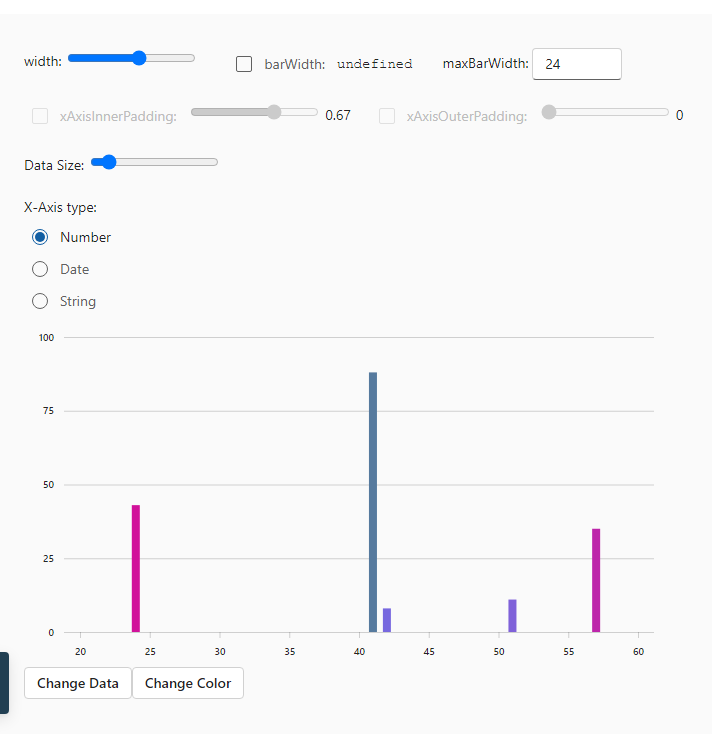 width: barWidth: undefined maxBarWidth: 24
xAxisInnerPadding: 0.67 xAxisOuterPadding: 0
Data Size:
X-Axis type:
Number
Date
String
100
75
50
25
0
20 25 30 35 40 45 50 55 60
Change Data Change Color